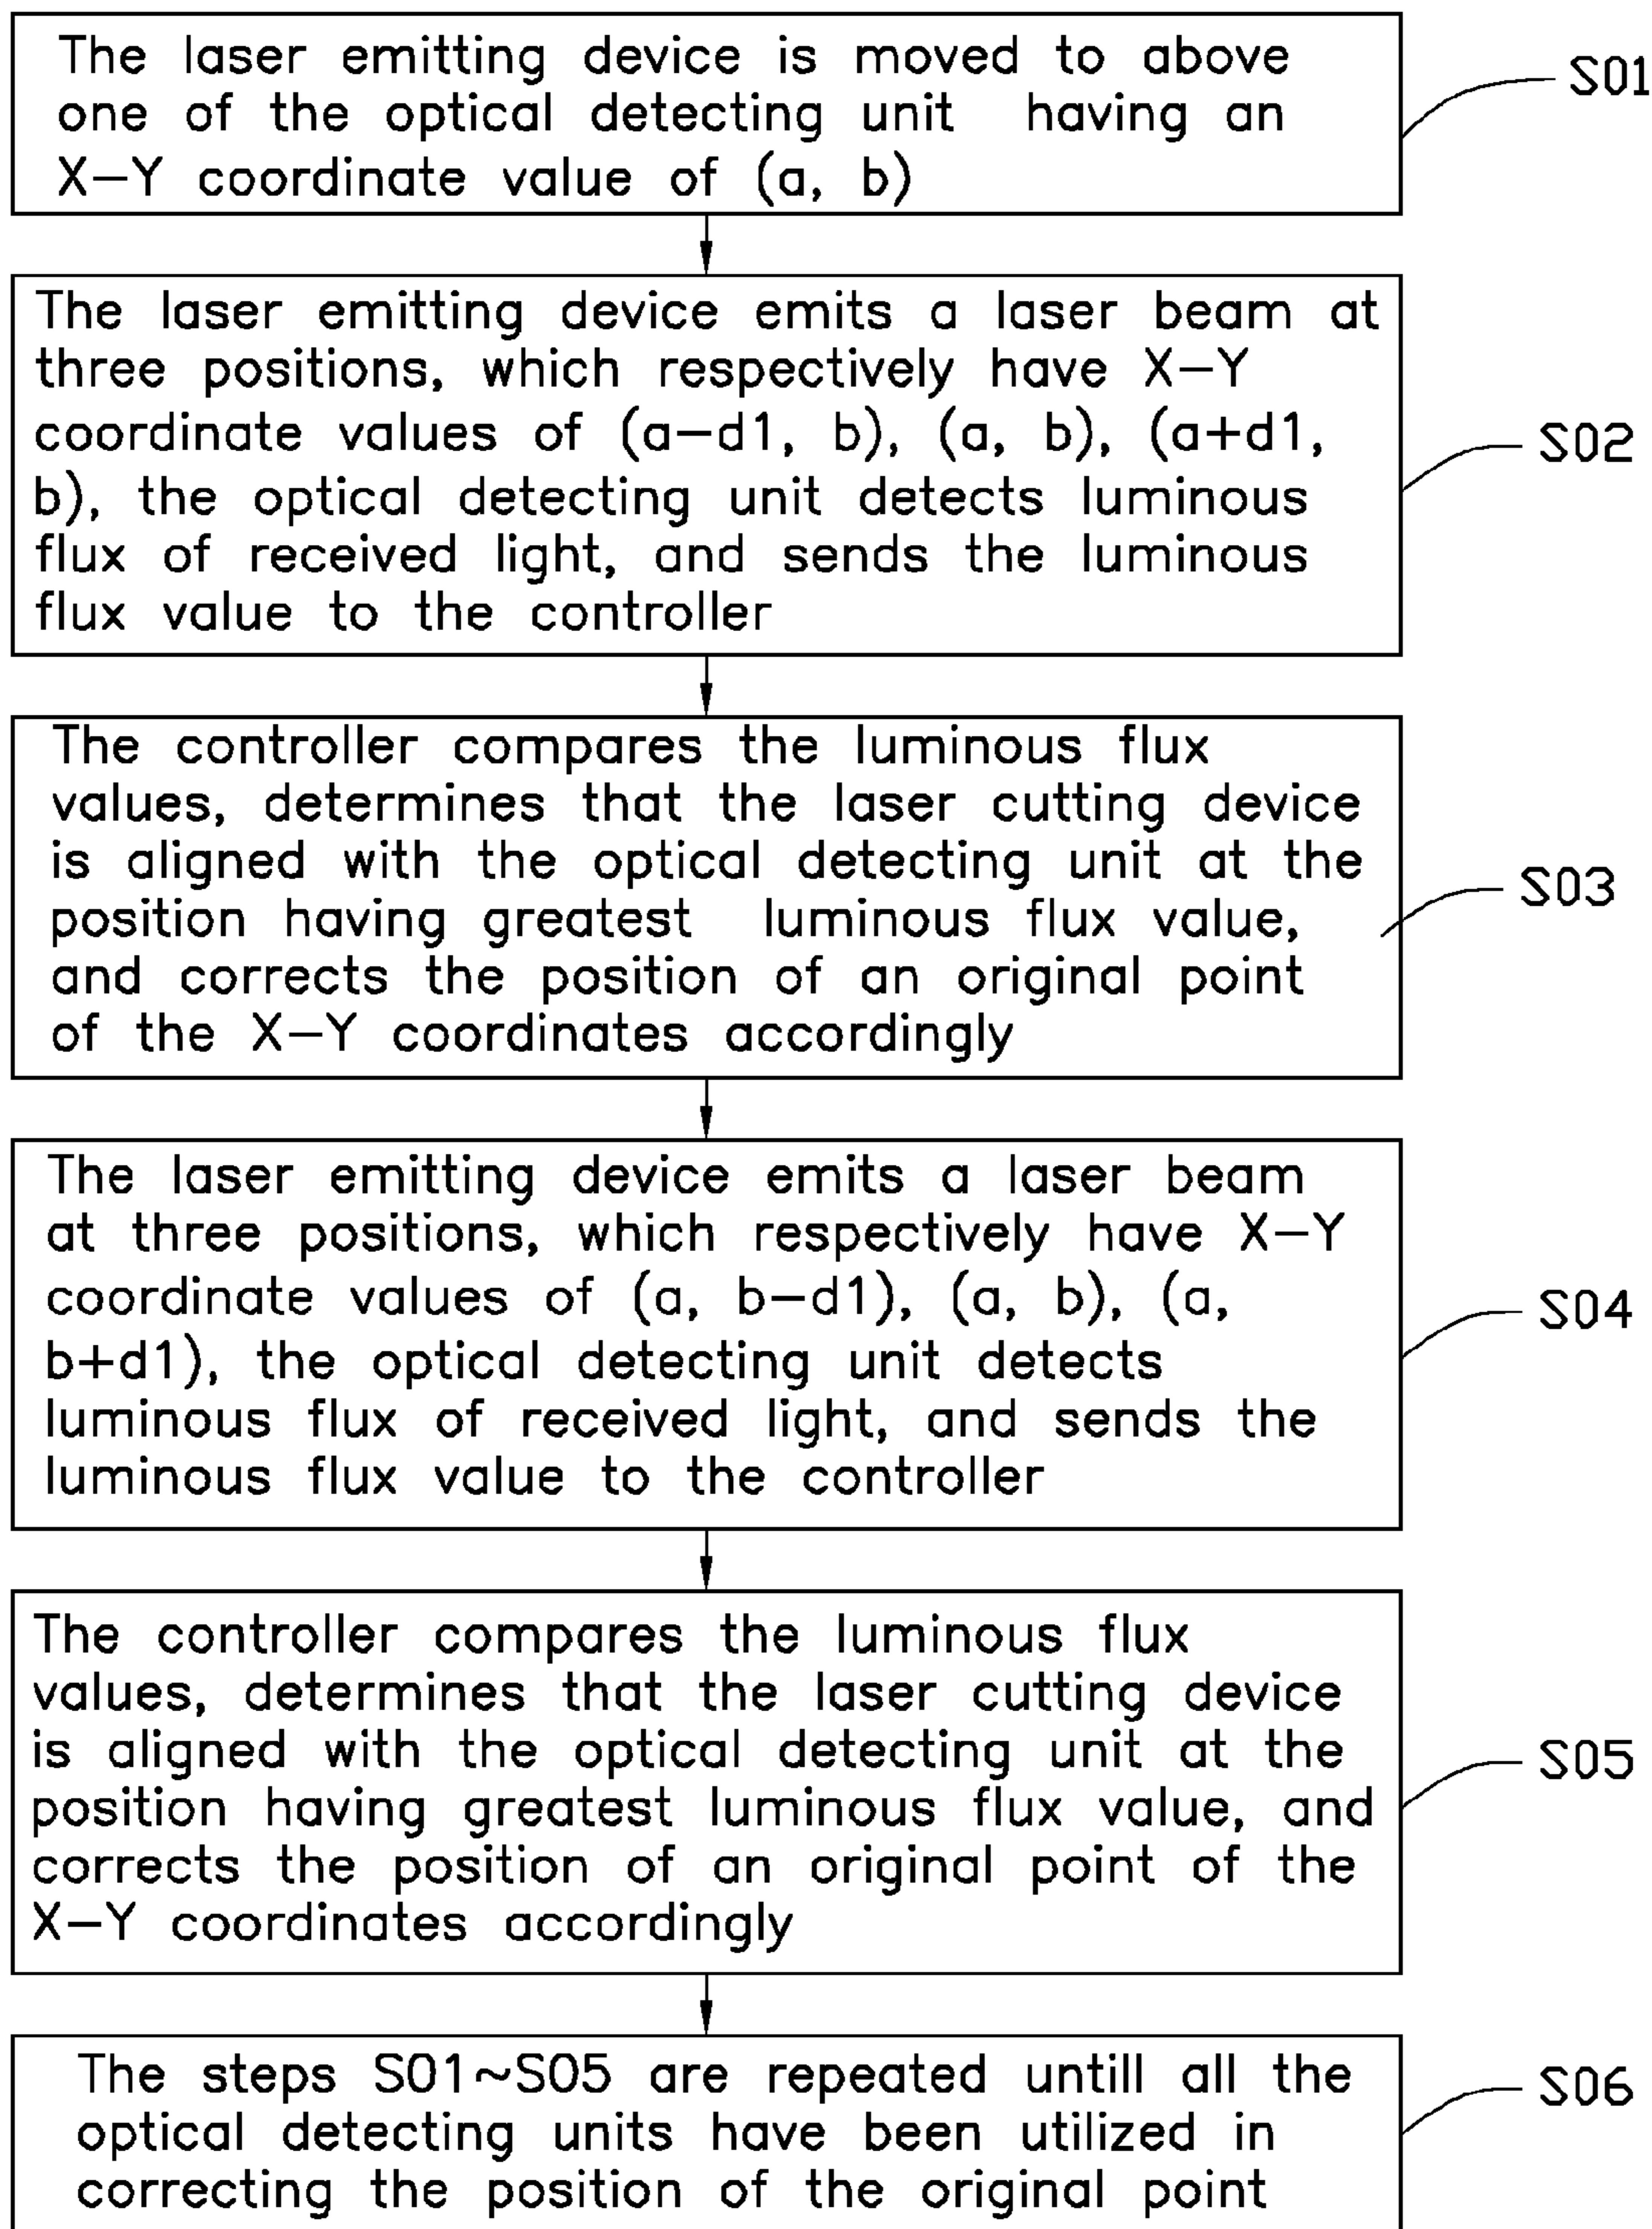 The laser emitting device is moved to above
one of the optical detecting unit having an
X-Y coordinate value of (a, b)
S01
The laser emitting device emits a laser beam at
three positions, which respectively have X-Y
coordinate values of (a-d1, b), (a, b), (a+d1,
b), the optical detecting unit detects luminous
flux of received light, and sends the luminous
flux value to the controller
S02
The controller compares the luminous flux
values, determines that the laser cutting device
is aligned with the optical detecting unit at the
position having greatest luminous flux value,
and corrects the position of an original point
of the X-Y coordinates accordingly
S03
The laser emitting device emits a laser beam
at three positions, which respectively have X-Y
coordinate values of (a, b-d1), (a, b), (a,
b+d1), the optical detecting unit detects
luminous flux of received light, and sends the
luminous flux value to the controller
S04
The controller compares the luminous flux
values, determines that the laser cutting device
is aligned with the optical detecting unit at the
position having greatest luminous flux value, and
corrects the position of an original point of the
X-Y coordinates accordingly
S05
The steps S01~S05 are repeated untill all the
optical detecting units have been utilized in
correcting the position of the original point
S06